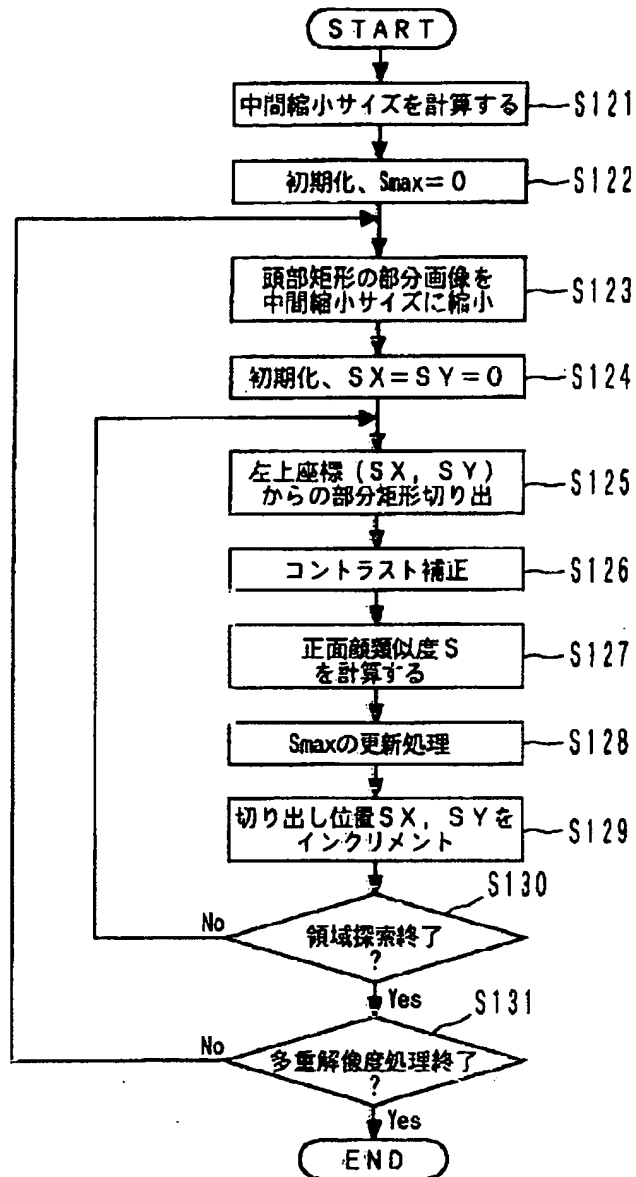 START
中間縮小サイズを計算する
S121
初期化、Smax=0
S122
頭部矩形の部分画像を
中間縮小サイズに縮小
S123
初期化、SX=SY=0
S124
左上座標(SX, SY)
からの部分矩形切り出
S125
コントラスト補正
S126
正面顔類似度S
を計算する
S127
Smaxの更新処理
S128
切り出し位置SX, SYを
インクリメント
S129
S130
No
領域探索終了
?
Yes
S131
No
多重解像度処理終了
?
Yes
END